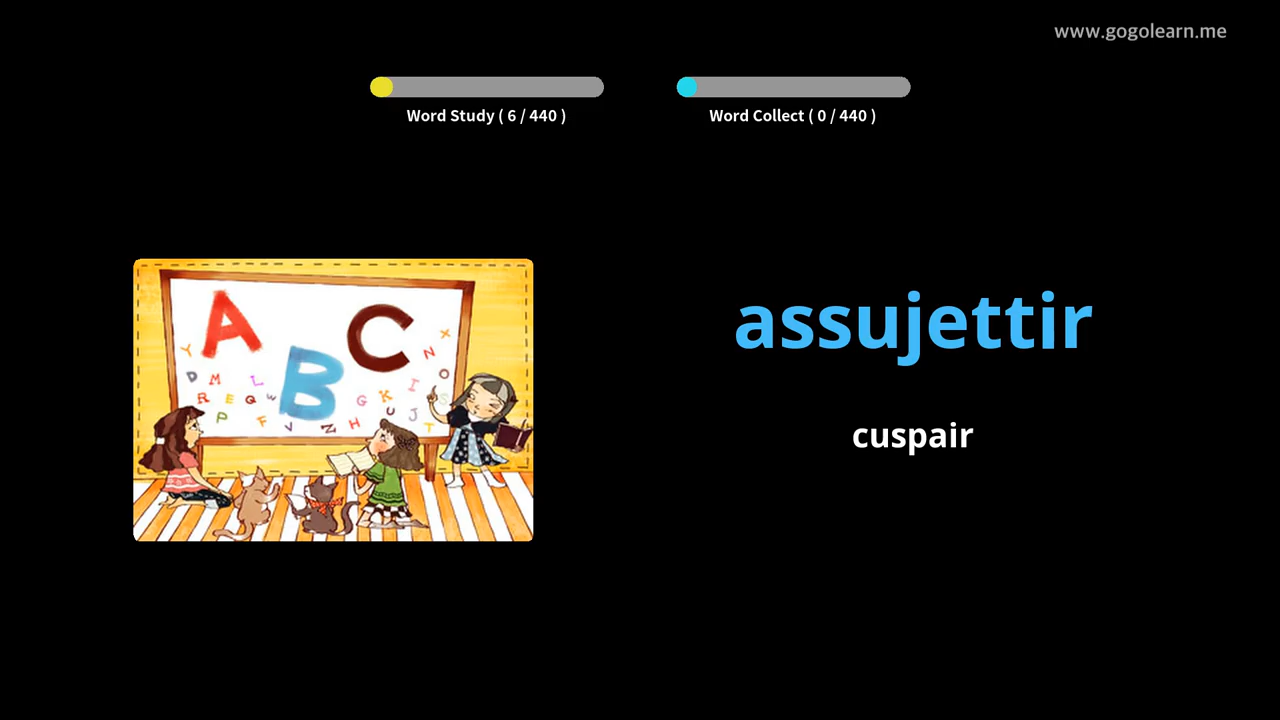 www.gogolearn.me
Word Study ( 6 / 440 )
Word Collect ( 0 / 440 )
A
B
C
X
Y
N
D M L O
R E Q W G K I S
P F V Z H U J T
assujettir
cuspair